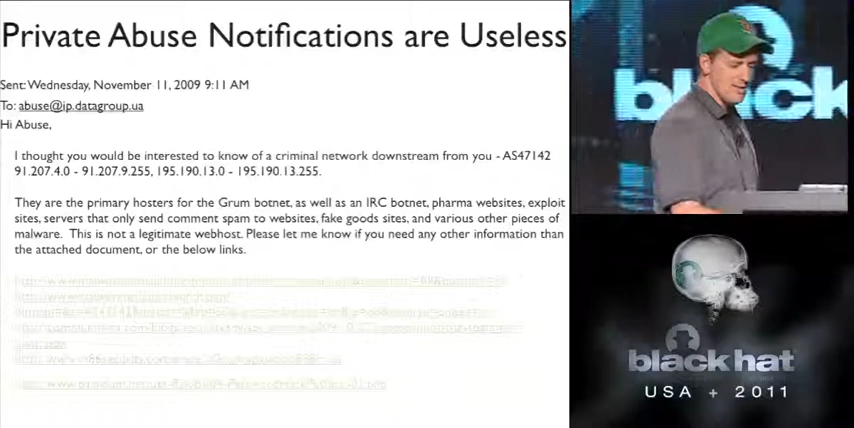 Private Abuse Notifications are Useless
Sent: Wednesday, November 11, 2009 9:11 AM
To: abuse@ip.datagroup.ua
Hi Abuse,
I thought you would be interested to know of a criminal network downstream from you - AS47142
91.207.4.0 - 91.207.9.255, 195.190.13.0 - 195.190.13.255.
They are the primary hosters for the Grum botnet, as well as an IRC botnet, pharma websites, exploit
sites, servers that only send comment spam to websites, fake goods sites, and various other pieces of
malware. This is not a legitimate webhost. Please let me know if you need any other information than
the attached document, or the below links.
black
black hat
USA + 2011